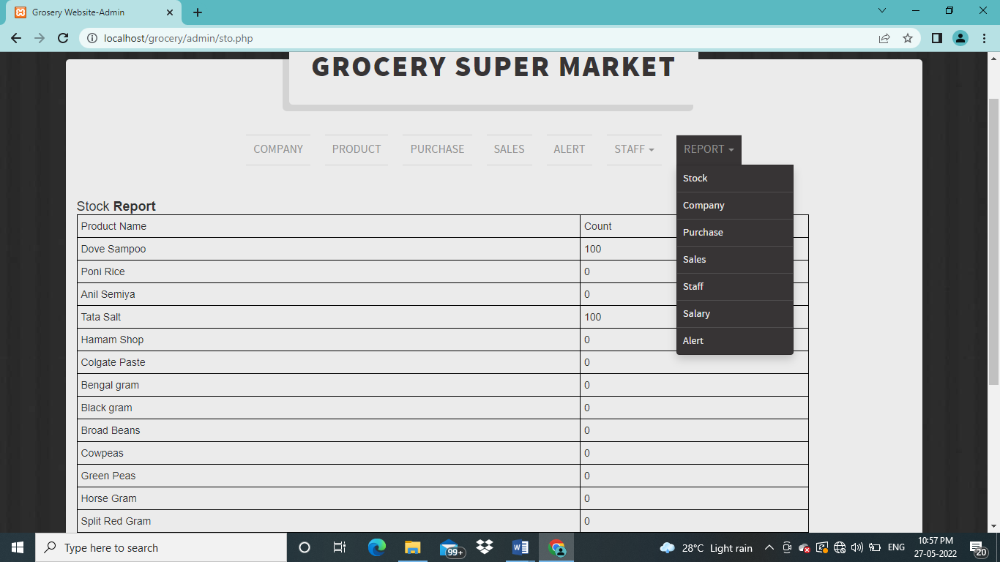 Grosery Website-Admin
localhost/grocery/admin/sto.php
GROCERY SUPER MARKET
COMPANY PRODUCT PURCHASE SALES ALERT STAFF REPORT
Stock
Company
Purchase
Sales
Staff
Salary
Alert
Stock Report
Product Name Count
Dove Sampoo 100
Poni Rice 0
Anil Semiya 0
Tata Salt 100
Hamam Shop 0
Colgate Paste 0
Bengal gram 0
Black gram 0
Broad Beans 0
Cowpeas 0
Green Peas 0
Horse Gram 0
Split Red Gram 0
Type here to search 99+ 28°C Light rain ENG 10:57 PM
27-05-2022 20